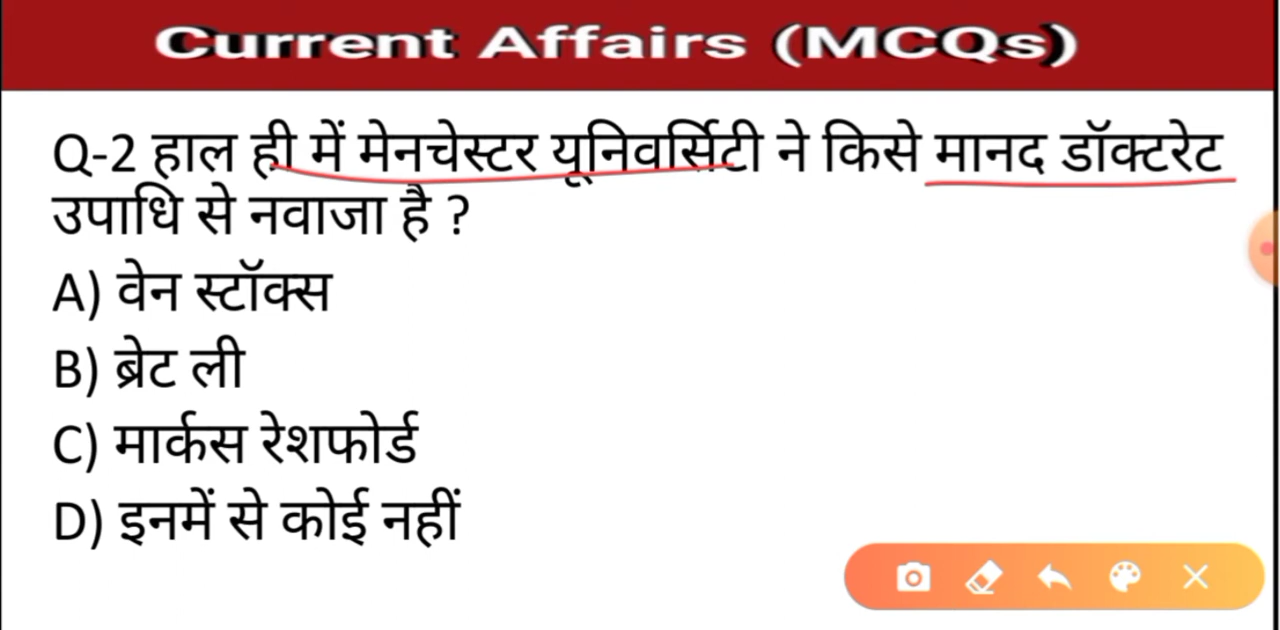 Current Affairs (MCQs)
Q-2 हाल ही में मेनचेस्टर यूनिवर्सिटी ने किसे मानद डॉक्टरेट
उपाधि से नवाजा है ?
A) वेन स्टॉक्स
B) ब्रेट ली
C) मार्कस रेशफोर्ड
D) इनमें से कोई नहीं